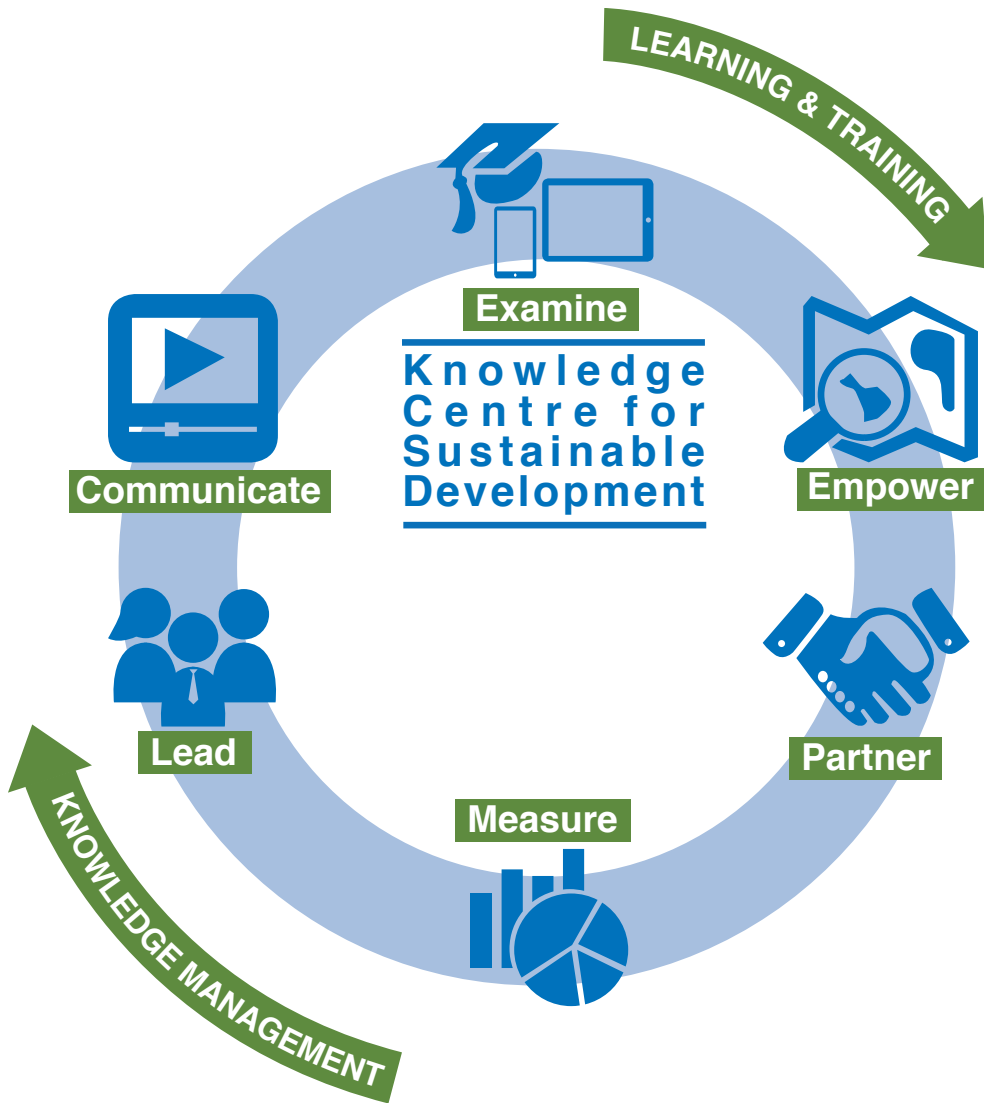 LEARNING & TRAINING
Examine
Knowledge
Centre for
Sustainable
Development
Communicate
Empower
Lead
Partner
Measure
KNOWLEDGE MANAGEMENT